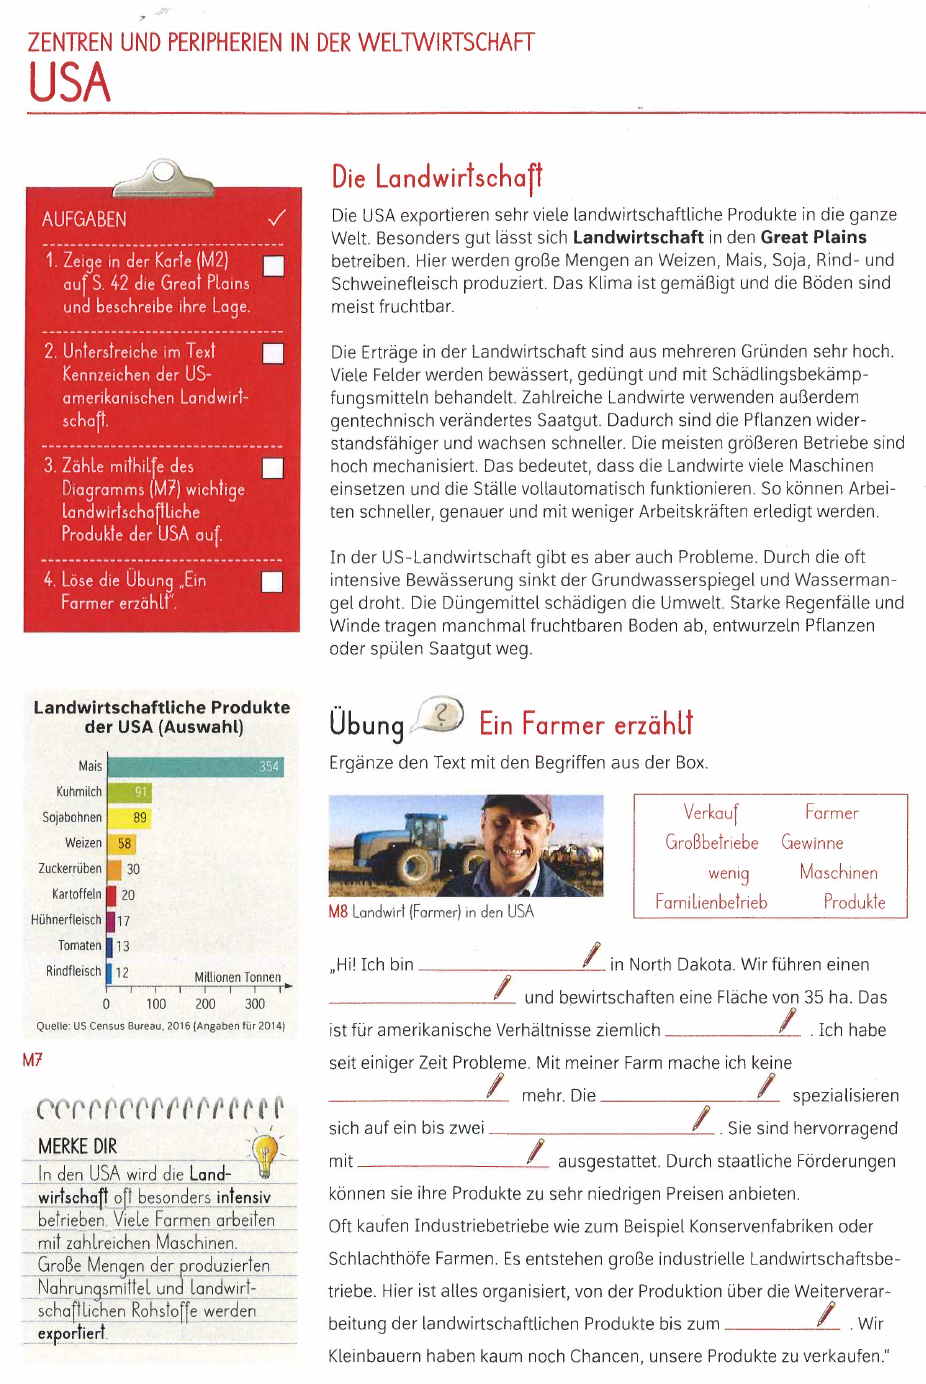 ZENTREN UND PERIPHERIEN IN DER WELTWIRTSCHAFT
USA
AUFGABEN ✓
1. Zeige in der Karte (M2)
auf S. 42 die Great Plains
und beschreibe ihre Lage.
2. Unterstreiche im Text
Kennzeichen der US-
amerikanischen Landwirt-
schaft.
3. Zähle mithilfe des
Diagramms (M7) wichtige
landwirtschaftliche
Produkte der USA auf.
4. Löse die Übung „Ein
Farmer erzählt".
Die Landwirtschaft
Die USA exportieren sehr viele landwirtschaftliche Produkte in die ganze
Welt. Besonders gut lässt sich Landwirtschaft in den Great Plains
betreiben. Hier werden große Mengen an Weizen, Mais, Soja, Rind- und
Schweinefleisch produziert. Das Klima ist gemäßigt und die Böden sind
meist fruchtbar.
Die Erträge in der Landwirtschaft sind aus mehreren Gründen sehr hoch.
Viele Felder werden bewässert, gedüngt und mit Schädlingsbekämp-
fungsmitteln behandelt. Zahlreiche Landwirte verwenden außerdem
gentechnisch verändertes Saatgut. Dadurch sind die Pflanzen wider-
standsfähiger und wachsen schneller. Die meisten größeren Betriebe sind
hoch mechanisiert. Das bedeutet, dass die Landwirte viele Maschinen
einsetzen und die Ställe vollautomatisch funktionieren. So können Arbei-
ten schneller, genauer und mit weniger Arbeitskräften erledigt werden.
In der US-Landwirtschaft gibt es aber auch Probleme. Durch die oft
intensive Bewässerung sinkt der Grundwasserspiegel und Wasserman-
gel droht. Die Düngemittel schädigen die Umwelt. Starke Regenfälle und
Winde tragen manchmal fruchtbaren Boden ab, entwurzeln Pflanzen
oder spülen Saatgut weg.
Landwirtschaftliche Produkte
der USA (Auswahl)
Mais 354
Kuhmilch 91
Sojabohnen 89
Weizen 58
Zuckerrüben 30
Kartoffeln 20
Hühnerfleisch 17
Tomaten 13
Rindfleisch 12
Millionen Tonnen
0 100 200 300
Quelle: US Census Bureau, 2016 (Angaben für 2014)
M7
MERKE DIR
In den USA wird die Land-
wirtschaft oft besonders intensiv
betrieben. Viele Farmen arbeiten
mit zahlreichen Maschinen.
Große Mengen der produzierten
Nahrungsmittel und landwirt-
schaftlichen Rohstoffe werden
exportiert.
Übung ? Ein Farmer erzählt
Ergänze den Text mit den Begriffen aus der Box.
M8 Landwirt (Farmer) in den USA
Verkauf Farmer
Großbetriebe Gewinne
wenig Maschinen
Familienbetrieb Produkte
„Hi! Ich bin ____ in North Dakota. Wir führen einen
____ und bewirtschaften eine Fläche von 35 ha. Das
ist für amerikanische Verhältnisse ziemlich ____ . Ich habe
seit einiger Zeit Probleme. Mit meiner Farm mache ich keine
____ mehr. Die ____ spezialisieren
sich auf ein bis zwei ____ . Sie sind hervorragend
mit ____ ausgestattet. Durch staatliche Förderungen
können sie ihre Produkte zu sehr niedrigen Preisen anbieten.
Oft kaufen Industriebetriebe wie zum Beispiel Konservenfabriken oder
Schlachthöfe Farmen. Es entstehen große industrielle Landwirtschaftsbe-
triebe. Hier ist alles organisiert, von der Produktion über die Weiterverar-
beitung der landwirtschaftlichen Produkte bis zum ____ . Wir
Kleinbauern haben kaum noch Chancen, unsere Produkte zu verkaufen."